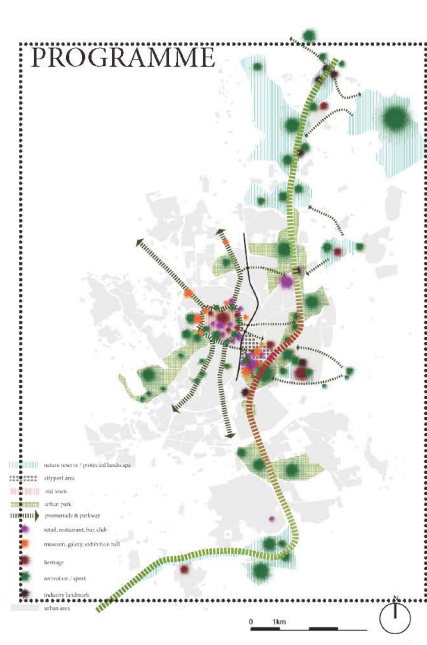 PROGRAMME
nature reserve / protected landscape
cityport area
old town
urban park
promenade & parkway
retail, restaurant, bar, club
museum, galery, exhibition hall
heritage
recreation / sport
industry landmark
urban area
0 1km
N